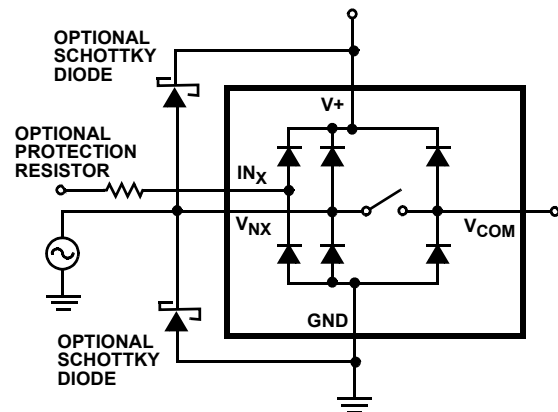 OPTIONAL
SCHOTTKY
DIODE
V+
OPTIONAL
PROTECTION
RESISTOR
INX
VNX
VCOM
GND
OPTIONAL
SCHOTTKY
DIODE